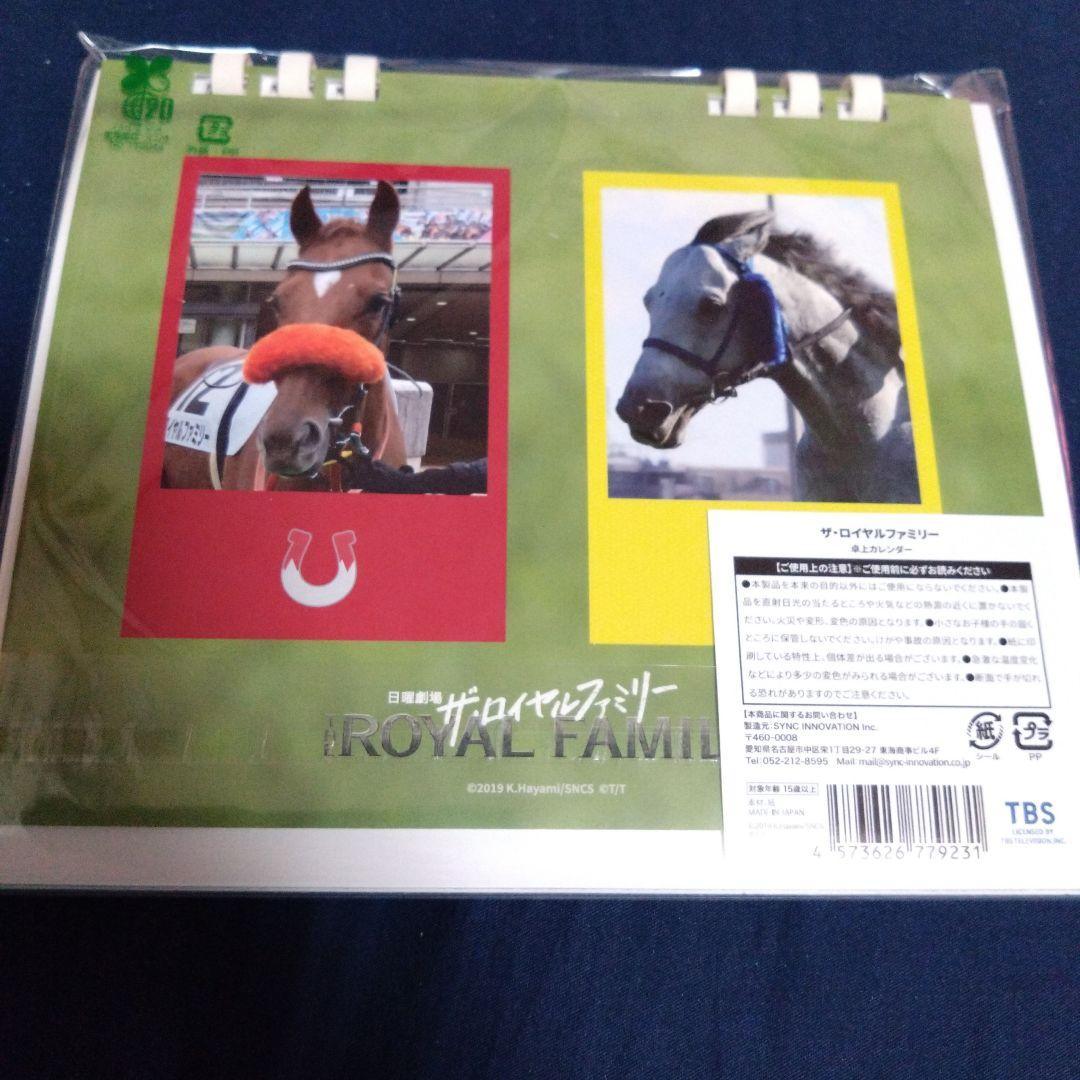 12
イヤルファミリー
日曜劇場
ザ・ロイヤルファミリー
THE ROYAL FAMIL
©2019 K.Hayami/SNCS ©T/T
ザ・ロイヤルファミリー
卓上カレンダー
【ご使用上の注意】※ご使用前に必ずお読みください
●本製品を本来の目的以外にはご使用にならないでください。●本製
品を直射日光の当たるところや火気などの熱源の近くに置かないでく
ださい。火災や変形、変色の原因となります。●小さなお子様の手の届く
ところに保管しないでください。けがや事故の原因となります。●紙に印
刷している特性上、個体差が出る場合がございます。●急激な温度変化
などにより多少の変色がみられる場合がございます。●断面で手が切れ
る恐れがありますのでご注意ください。
【本商品に関するお問い合わせ】
製造元:SYNC INNOVATION Inc.
〒460-0008
愛知県名古屋市中区栄1丁目29-27 東海商事ビル4F
Tel:052-212-8595 Mail:mail@sync-innovation.co.jp
紙
シール
プラ
PP
対象年齢 15歳以上
素材:紙
MADE IN JAPAN
©2019 K.Hayami/SNCS
4 573626 779231
TBS
LICENSED BY
TBS TELEVISION, INC.